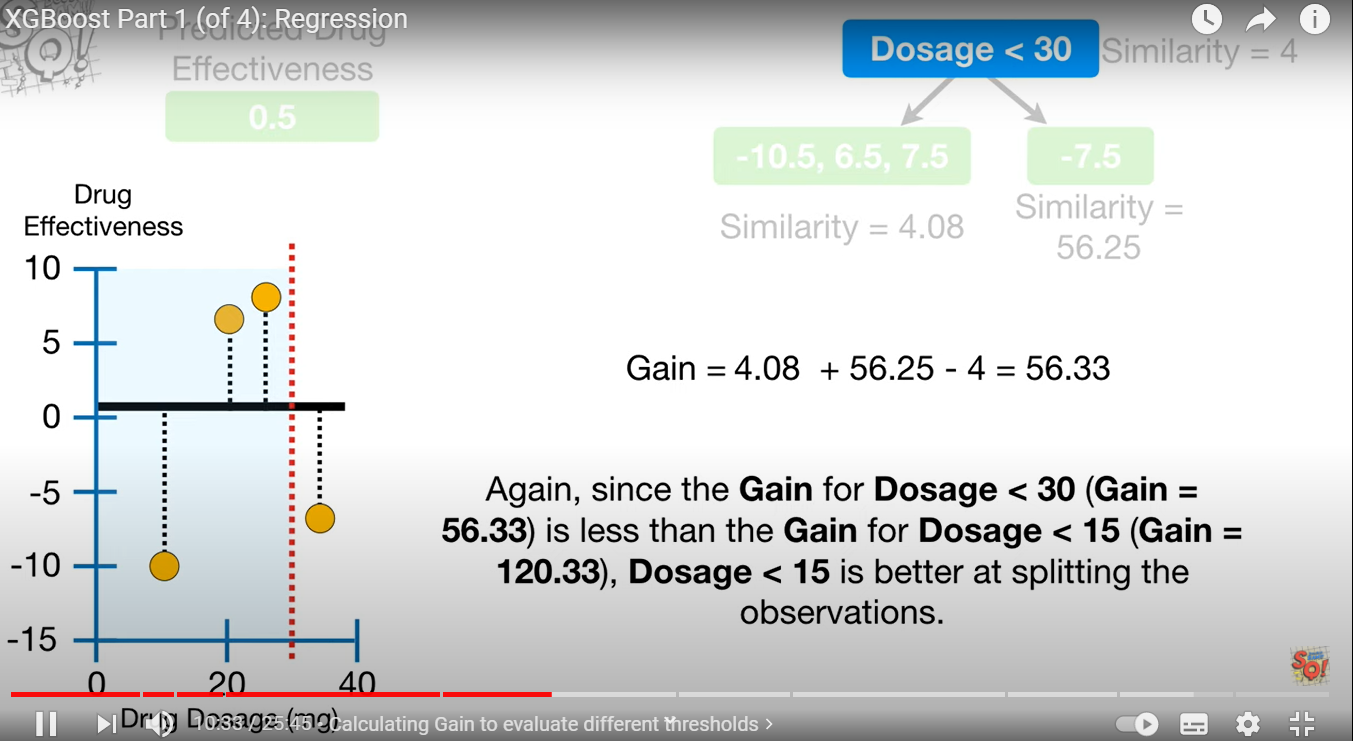 XGBoost Part 1 (of 4): Regression
Predicted Drug
Effectiveness
0.5
Dosage < 30
Similarity = 4
-10.5, 6.5, 7.5
-7.5
Similarity = 4.08
Similarity =
56.25
Drug
Effectiveness
10
5
0
-5
-10
-15
0
20
40
Drug Dosage (mg)
Gain = 4.08 + 56.25 - 4 = 56.33
Again, since the Gain for Dosage < 30 (Gain =
56.33) is less than the Gain for Dosage < 15 (Gain =
120.33), Dosage < 15 is better at splitting the
observations.
SQ!
10:33 / 25:45 • Calculating Gain to evaluate different thresholds >